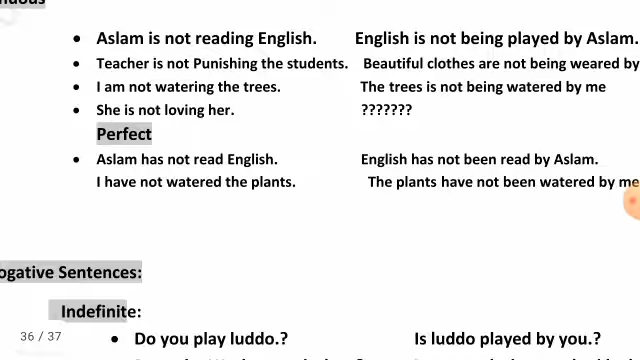 nuous
Aslam is not reading English. English is not being played by Aslam.
Teacher is not Punishing the students. Beautiful clothes are not being weared by
I am not watering the trees. The trees is not being watered by me
She is not loving her. ???????
Perfect
Aslam has not read English. English has not been read by Aslam.
I have not watered the plants. The plants have not been watered by me
ogative Sentences:
Indefinite:
36 / 37
Do you play luddo.? Is luddo played by you.?